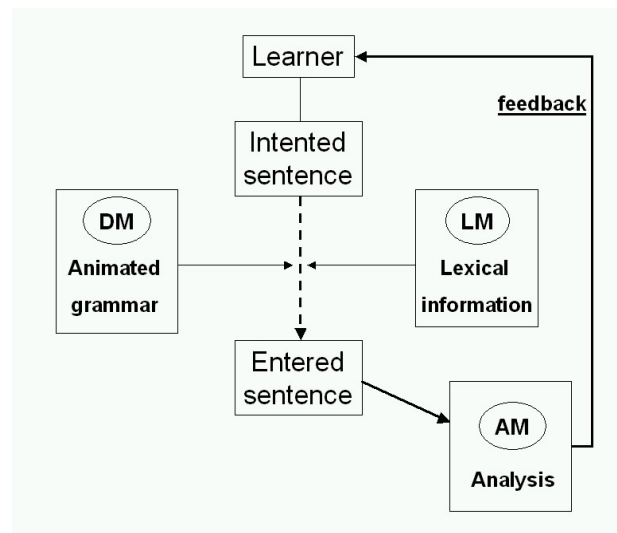 Learner
feedback
Intented
sentence
DM
Animated
grammar
LM
Lexical
information
Entered
sentence
AM
Analysis